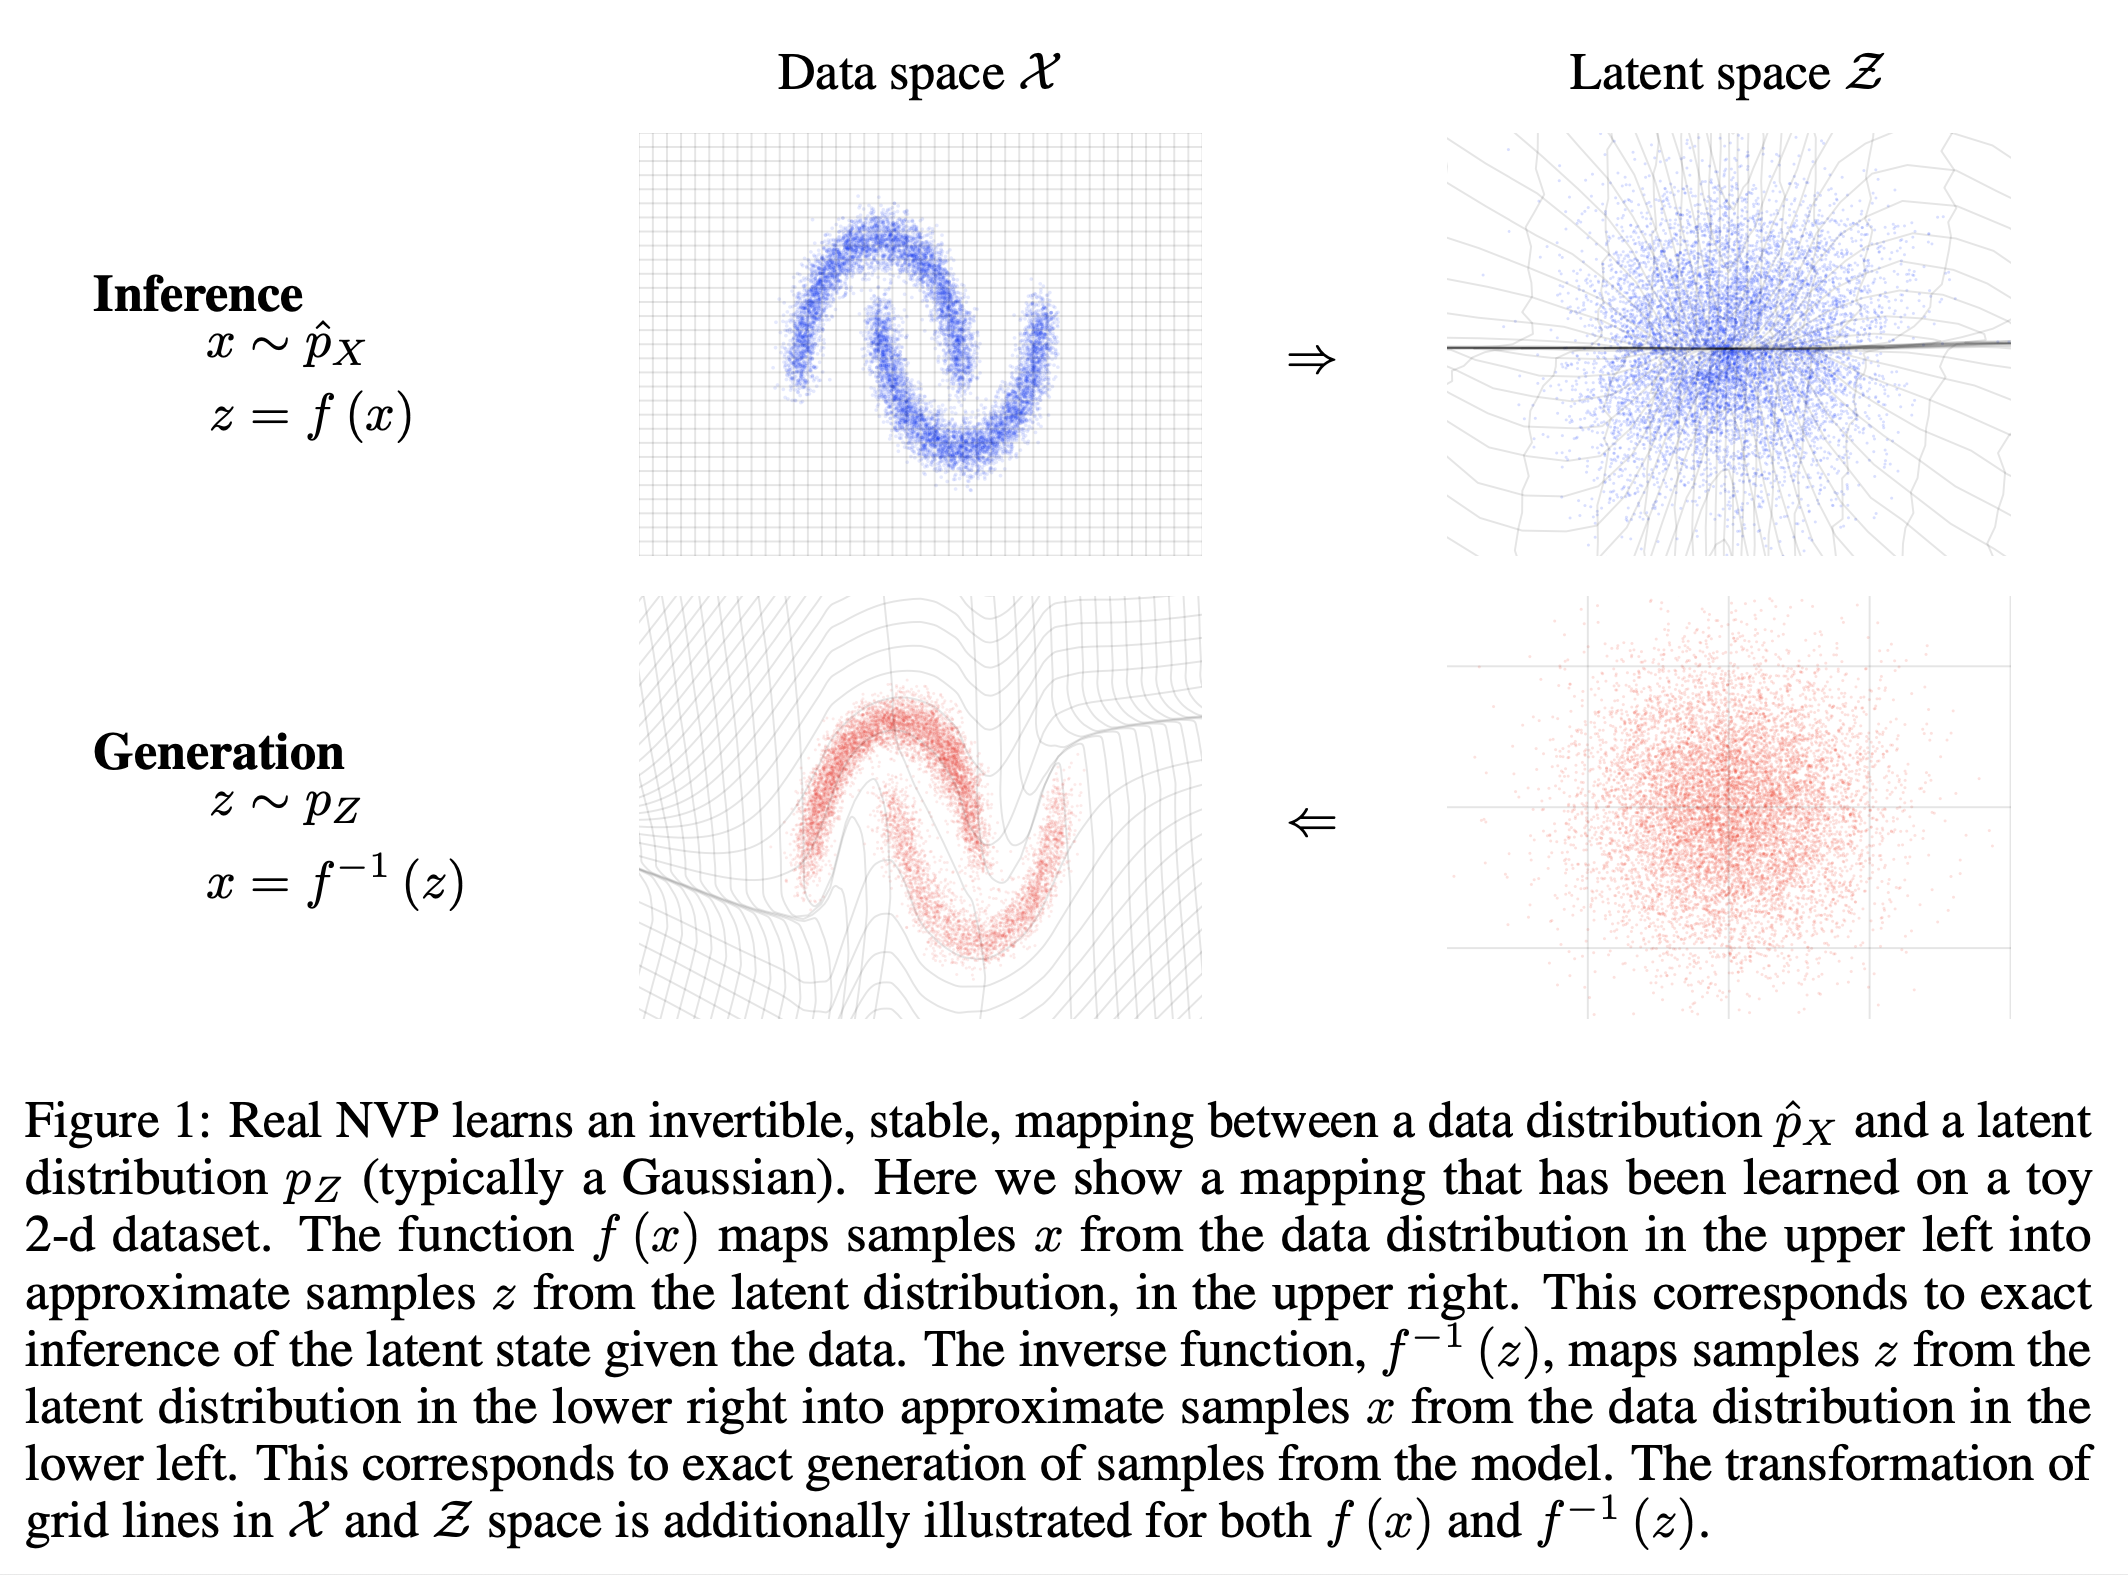 Data space 𝒳
Latent space 𝒵
Inference
x ∼ p̂_X
z = f (x)
⇒
Generation
z ∼ p_Z
x = f⁻¹ (z)
⇐
Figure 1: Real NVP learns an invertible, stable, mapping between a data distribution p̂_X and a latent
distribution p_Z (typically a Gaussian). Here we show a mapping that has been learned on a toy
2-d dataset. The function f (x) maps samples x from the data distribution in the upper left into
approximate samples z from the latent distribution, in the upper right. This corresponds to exact
inference of the latent state given the data. The inverse function, f⁻¹ (z), maps samples z from the
latent distribution in the lower right into approximate samples x from the data distribution in the
lower left. This corresponds to exact generation of samples from the model. The transformation of
grid lines in 𝒳 and 𝒵 space is additionally illustrated for both f (x) and f⁻¹ (z).